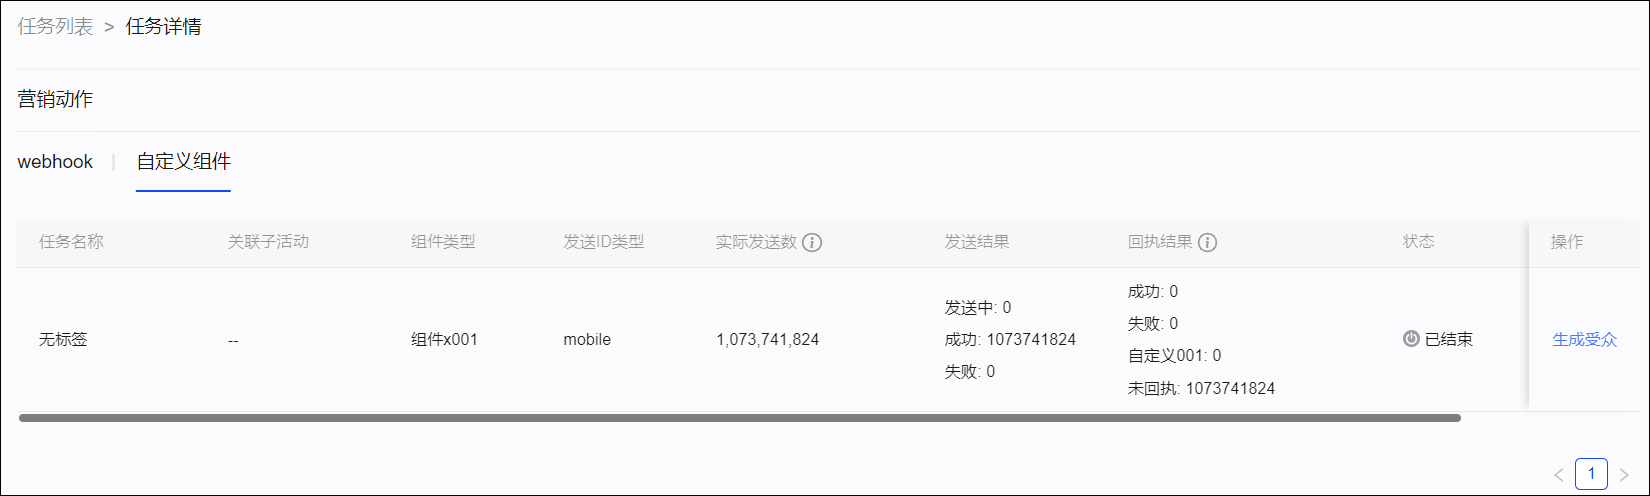 任务列表 > 任务详情
营销动作
webhook | 自定义组件
任务名称 关联子活动 组件类型 发送ID类型 实际发送数 发送结果 回执结果 状态 操作
无标签 -- 组件x001 mobile 1,073,741,824
发送中: 0
成功: 1073741824
失败: 0
成功: 0
失败: 0
自定义001: 0
未回执: 1073741824
已结束
生成受众
< 1 >